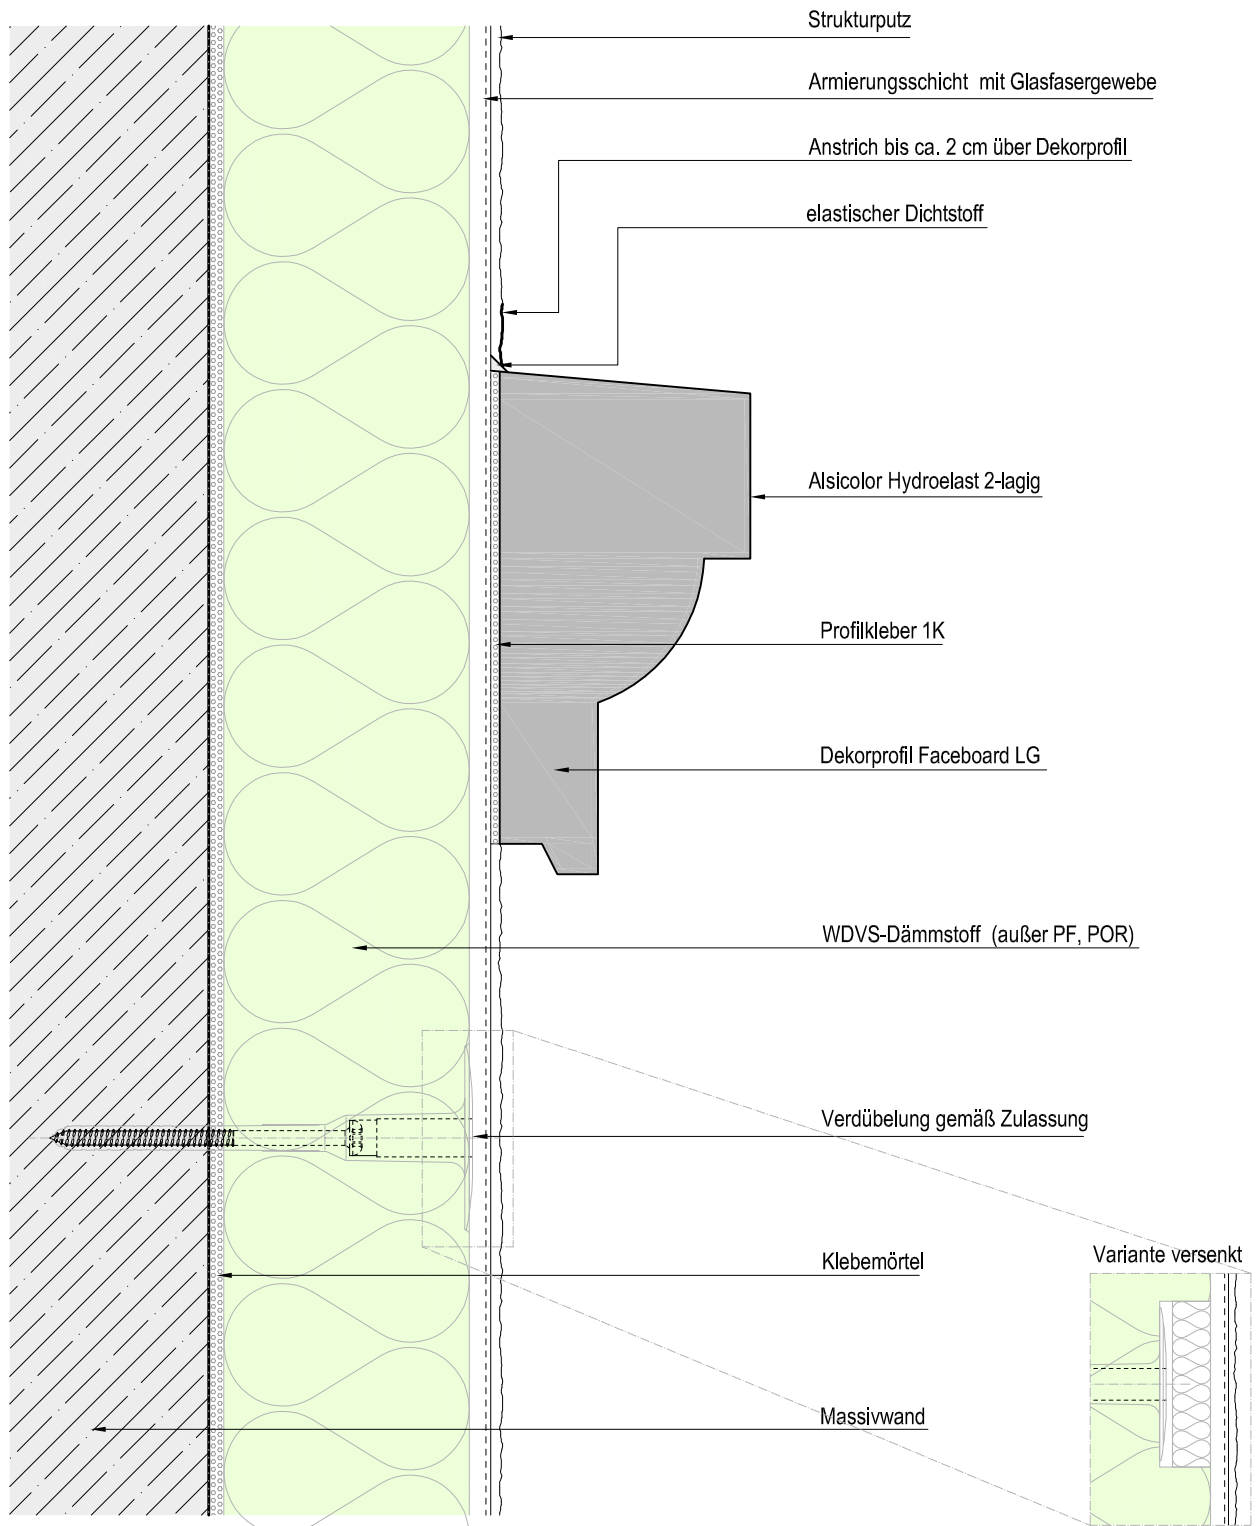 Strukturputz
Armierungsschicht mit Glasfasergewebe
Anstrich bis ca. 2 cm über Dekorprofil
elastischer Dichtstoff
Alsicolor Hydroelast 2-lagig
Profilkleber 1K
Dekorprofil Faceboard LG
WDVS-Dämmstoff (außer PF, POR)
Verdübelung gemäß Zulassung
Klebemörtel
Variante versenkt
Massivwand